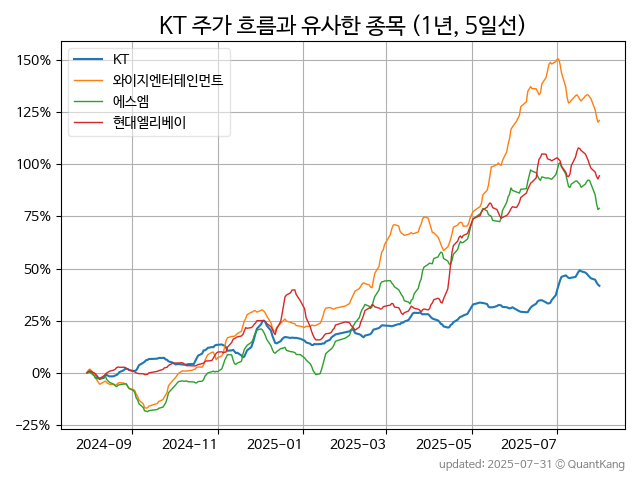 KT 주가 흐름과 유사한 종목 (1년, 5일선)
KT
와이지엔터테인먼트
에스엠
현대엘리베이
150%
125%
100%
75%
50%
25%
0%
-25%
2024-09
2024-11
2025-01
2025-03
2025-05
2025-07
updated: 2025-07-31 © QuantKang